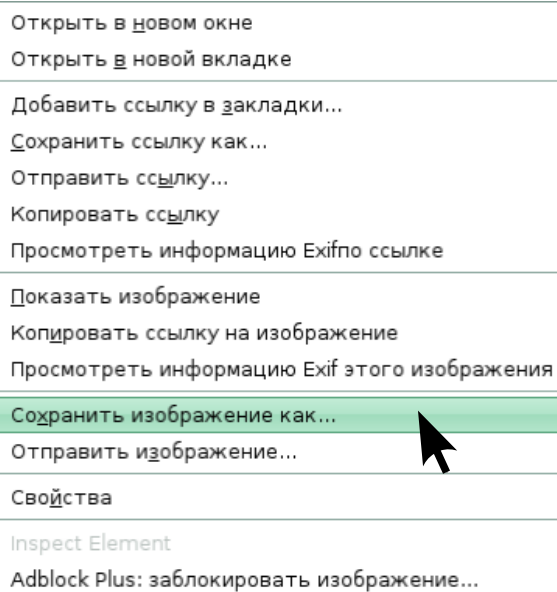 Открыть в новом окне
Открыть в новой вкладке
Добавить ссылку в закладки...
Сохранить ссылку как...
Отправить ссылку...
Копировать ссылку
Просмотреть информацию Exifпо ссылке
Показать изображение
Копировать ссылку на изображение
Просмотреть информацию Exif этого изображения
Сохранить изображение как...
Отправить изображение...
Свойства
Inspect Element
Adblock Plus: заблокировать изображение...